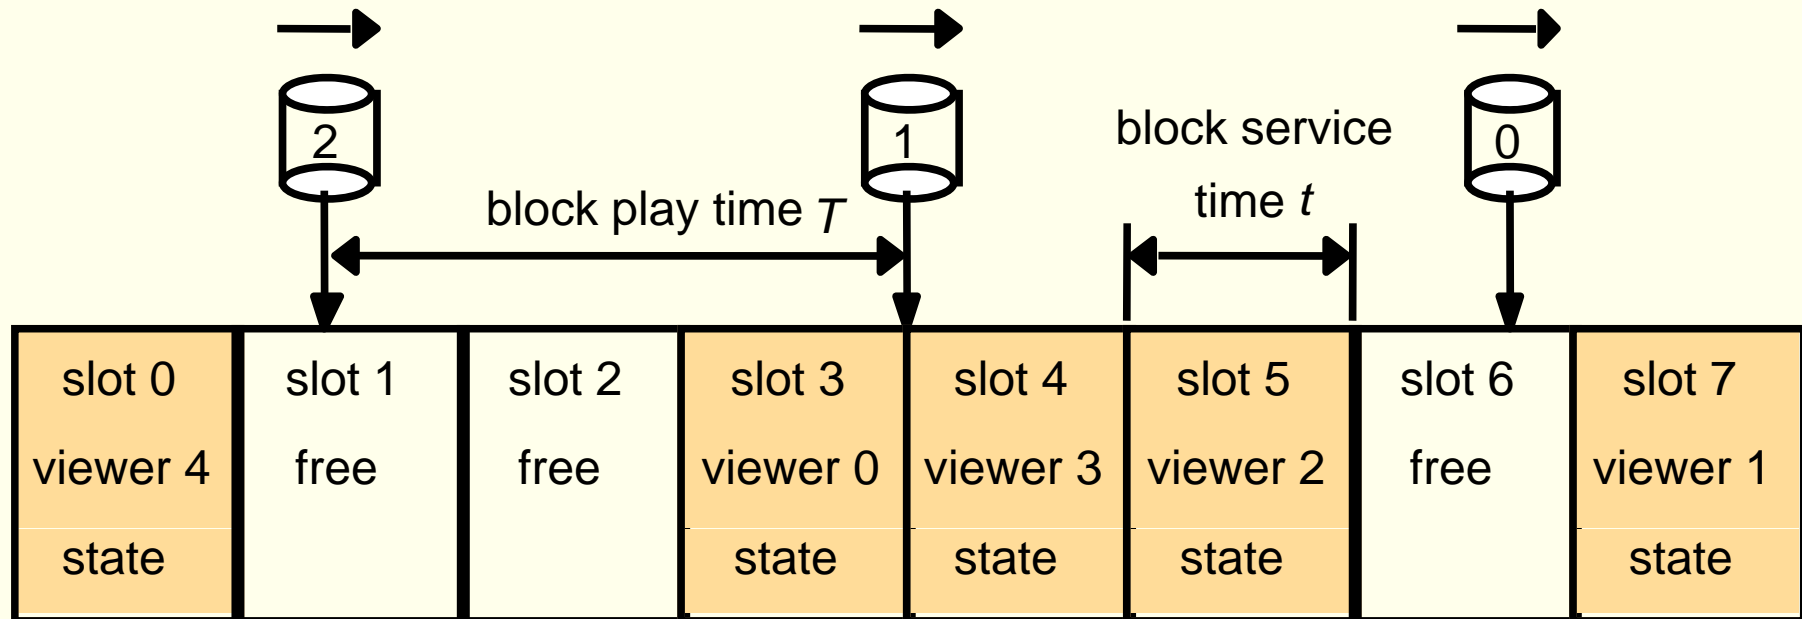 2
1
0
block service
time t
block play time T
slot 0
viewer 4
state
slot 1
free
slot 2
free
slot 3
viewer 0
state
slot 4
viewer 3
state
slot 5
viewer 2
state
slot 6
free
slot 7
viewer 1
state